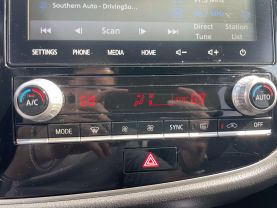 Southern Auto - DrivingSo...
Direct Tune
Station List
Scan
SETTINGS PHONE MEDIA HOME
A/C
AUTO
MODE
SYNC
OFF